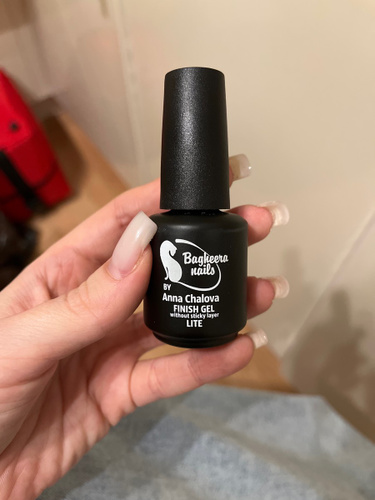 Bagheera
nails
BY
Anna Chalova
FINISH GEL
without sticky layer
LITE